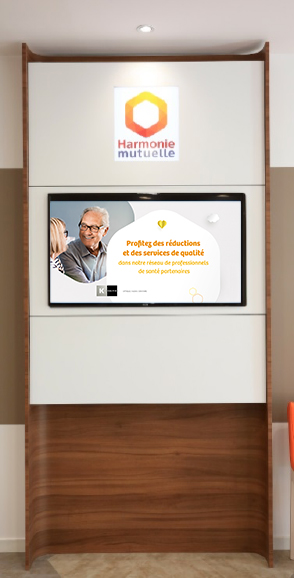 Harmonie
mutuelle
Profitez des réductions
et des services de qualité
dans notre réseau de professionnels
de santé partenaires
K